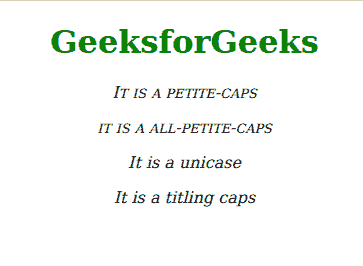 GeeksforGeeks
It is a petite-caps
it is a all-petite-caps
It is a unicase
It is a titling caps